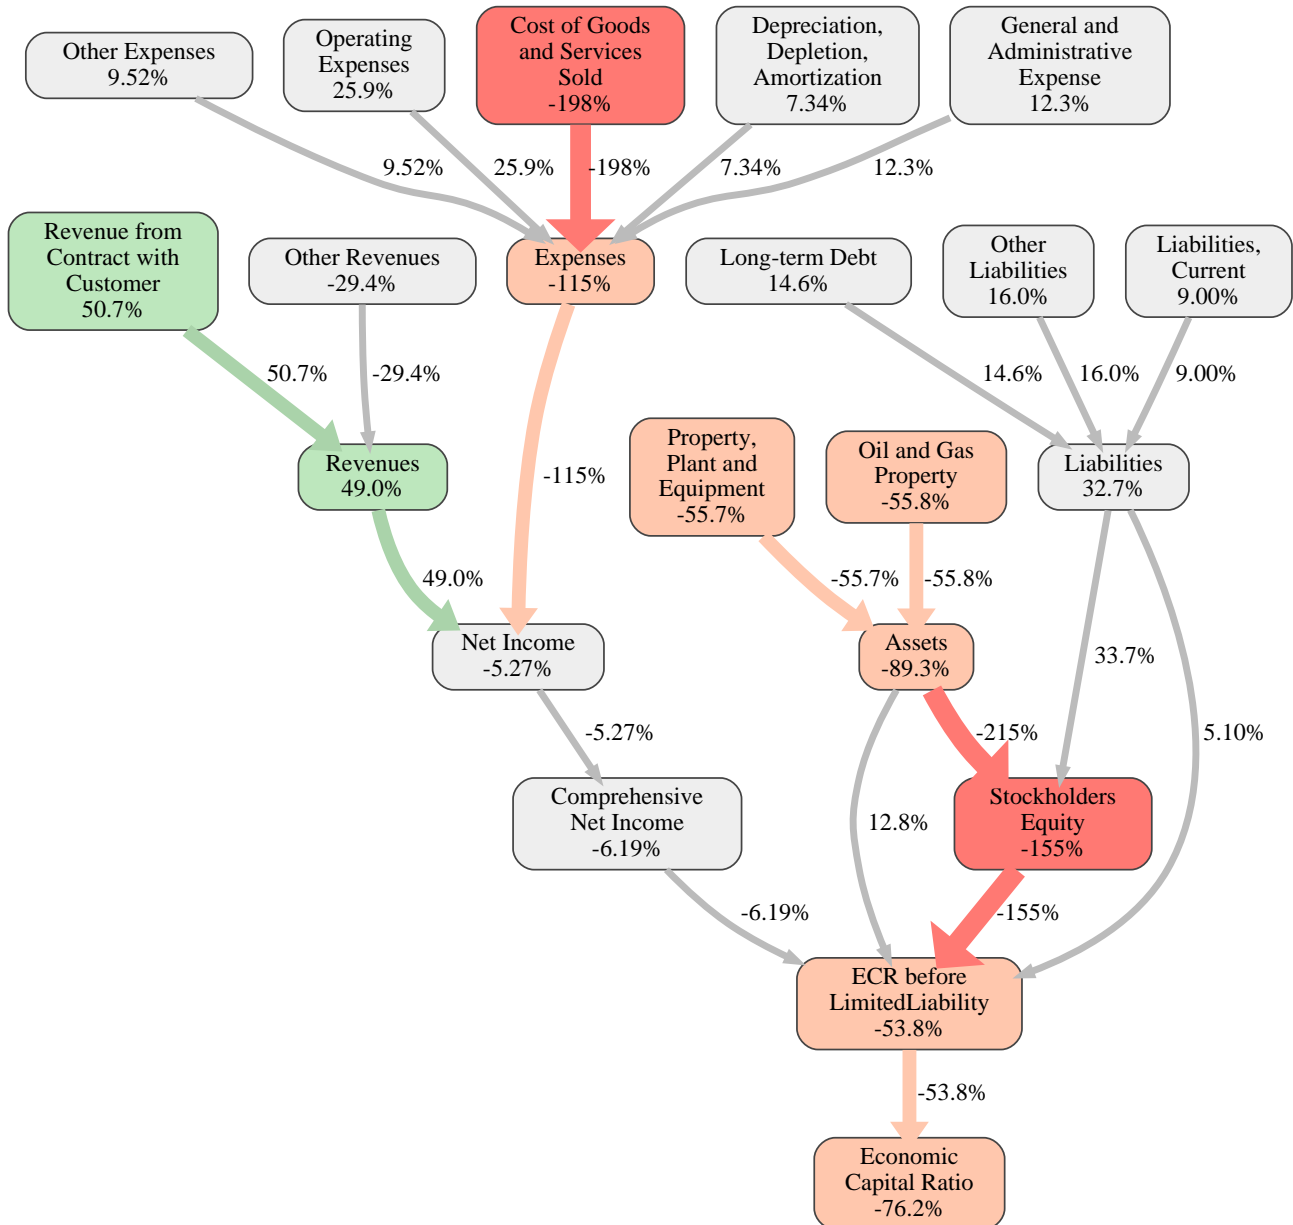 Other Expenses
9.52%
Operating
Expenses
25.9%
Cost of Goods
and Services
Sold
-198%
Depreciation,
Depletion,
Amortization
7.34%
General and
Administrative
Expense
12.3%
9.52%
25.9%
-198%
7.34%
12.3%
Revenue from
Contract with
Customer
50.7%
Other Revenues
-29.4%
Expenses
-115%
Long-term Debt
14.6%
Other
Liabilities
16.0%
Liabilities,
Current
9.00%
50.7%
-29.4%
14.6%
16.0%
9.00%
Revenues
49.0%
-115%
Property,
Plant and
Equipment
-55.7%
Oil and Gas
Property
-55.8%
Liabilities
32.7%
49.0%
-55.7%
-55.8%
Net Income
-5.27%
Assets
-89.3%
33.7%
-5.27%
-215%
5.10%
Comprehensive
Net Income
-6.19%
12.8%
Stockholders
Equity
-155%
-6.19%
-155%
ECR before
LimitedLiability
-53.8%
-53.8%
Economic
Capital Ratio
-76.2%